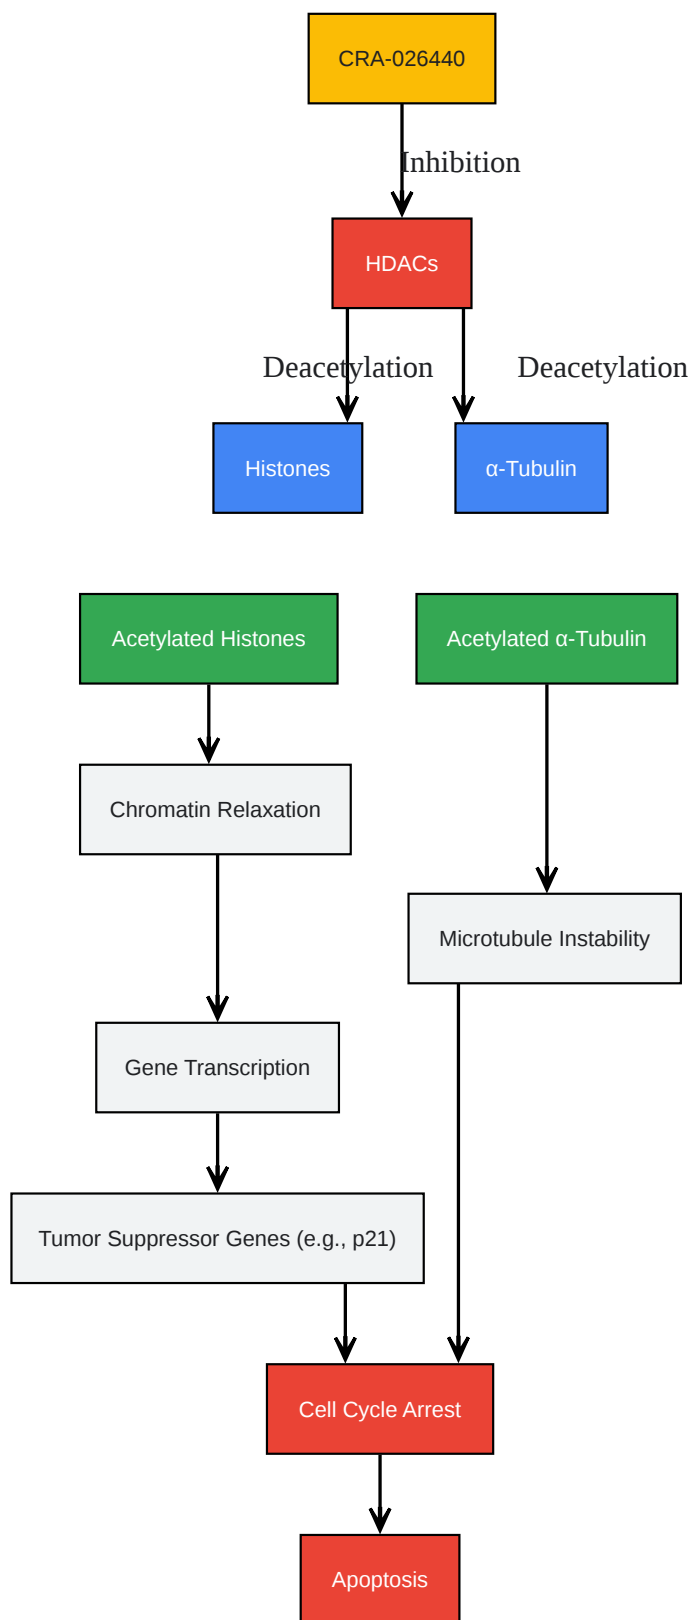 CRA-026440
Inhibition
HDACs
Deacetylation
Deacetylation
Histones
α-Tubulin
Acetylated Histones
Acetylated α-Tubulin
Chromatin Relaxation
Microtubule Instability
Gene Transcription
Tumor Suppressor Genes (e.g., p21)
Cell Cycle Arrest
Apoptosis